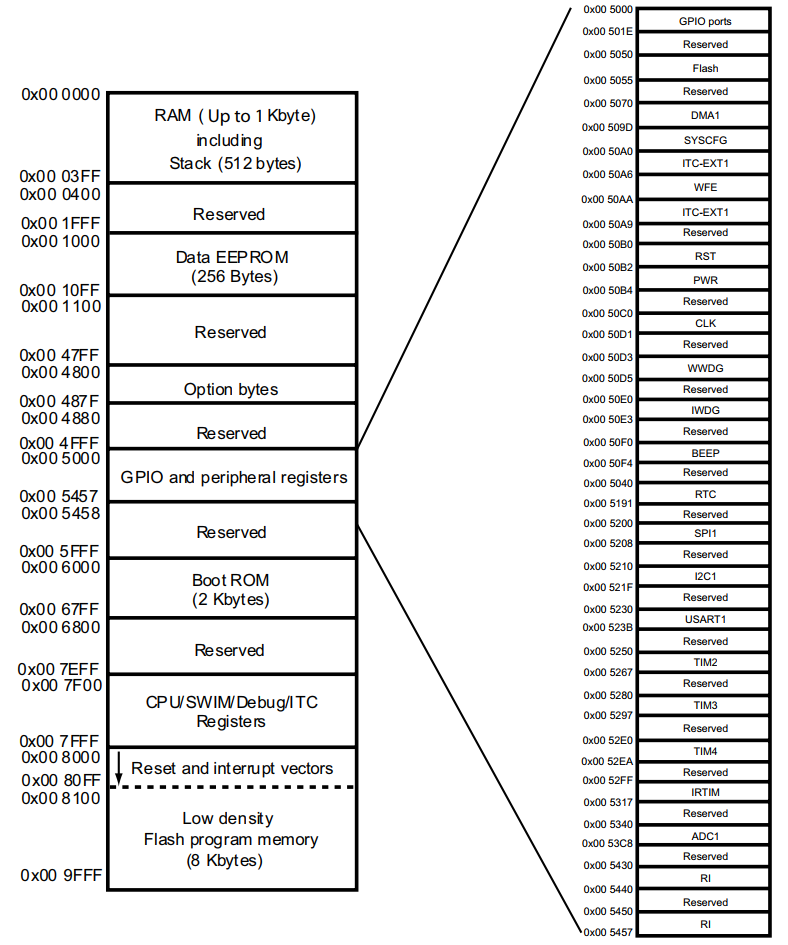 0x00 0000
RAM ( Up to 1 Kbyte)
including
Stack (512 bytes)
0x00 03FF
0x00 0400
Reserved
0x00 1FFF
0x00 1000
Data EEPROM
(256 Bytes)
0x00 10FF
0x00 1100
Reserved
0x00 47FF
0x00 4800
Option bytes
0x00 487F
0x00 4880
Reserved
0x00 4FFF
0x00 5000
GPIO and peripheral registers
0x00 5457
0x00 5458
Reserved
0x00 5FFF
0x00 6000
Boot ROM
(2 Kbytes)
0x00 67FF
0x00 6800
Reserved
0x00 7EFF
0x00 7F00
CPU/SWIM/Debug/ITC
Registers
0x00 7FFF
0x00 8000
Reset and interrupt vectors
0x00 80FF
0x00 8100
Low density
Flash program memory
(8 Kbytes)
0x00 9FFF
0x00 5000
GPIO ports
0x00 501E
Reserved
0x00 5050
Flash
0x00 5055
Reserved
0x00 5070
DMA1
0x00 509D
SYSCFG
0x00 50A0
ITC-EXT1
0x00 50A6
WFE
0x00 50AA
ITC-EXT1
0x00 50A9
Reserved
0x00 50B0
RST
0x00 50B2
PWR
0x00 50B4
Reserved
0x00 50C0
CLK
0x00 50D1
Reserved
0x00 50D3
WWDG
0x00 50D5
Reserved
0x00 50E0
IWDG
0x00 50E3
Reserved
0x00 50F0
BEEP
0x00 50F4
Reserved
0x00 5040
RTC
0x00 5191
Reserved
0x00 5200
SPI1
0x00 5208
Reserved
0x00 5210
I2C1
0x00 521F
Reserved
0x00 5230
USART1
0x00 523B
Reserved
0x00 5250
TIM2
0x00 5267
Reserved
0x00 5280
TIM3
0x00 5297
Reserved
0x00 52E0
TIM4
0x00 52EA
Reserved
0x00 52FF
IRTIM
0x00 5317
Reserved
0x00 5340
ADC1
0x00 53C8
Reserved
0x00 5430
RI
0x00 5440
Reserved
0x00 5450
RI
0x00 5457